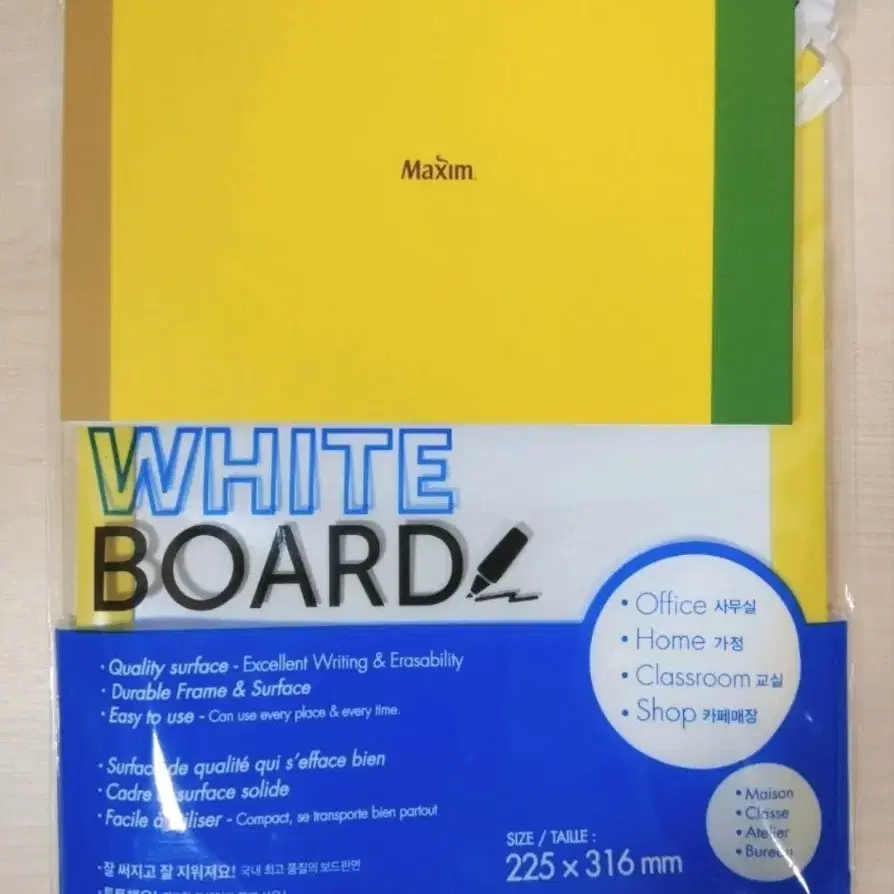 Maxim
WHITE
BOARD
• Office 사무실
• Home 가정
• Classroom 교실
• Shop 카페매장
· Quality surface - Excellent Writing & Erasability
· Durable Frame & Surface
· Easy to use - Can use every place & every time.
· Surface de qualité qui s'efface bien
· Cadre & surface solide
· Facile à utiliser - Compact, se transporte bien partout
• Maison
• Classe
• Atelier
• Bureau
SIZE / TAILLE :
225 x 316 mm
· 잘 써지고 잘 지워져요! 국내 최고 품질의 보드판면